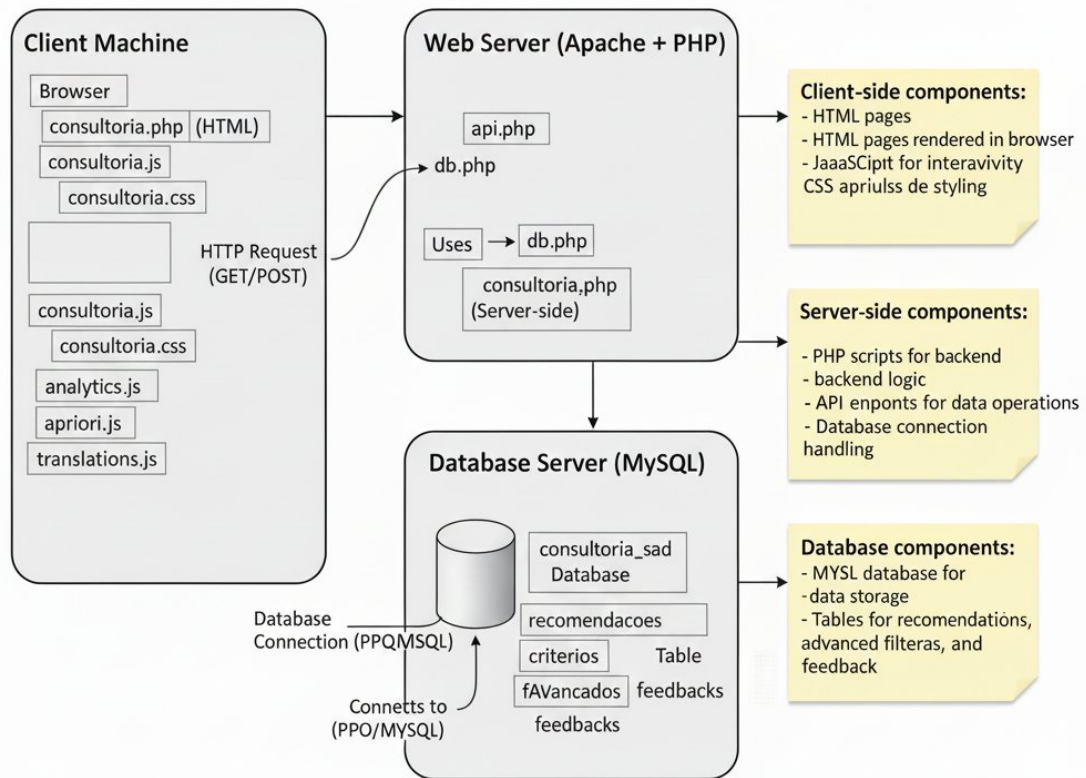 Client Machine
Browser
consultoria.php (HTML)
consultoria.js
consultoria.css
HTTP Request
(GET/POST)
consultoria.js
consultoria.css
analytics.js
apriori.js
translations.js
Web Server (Apache + PHP)
api.php
db.php
Uses
db.php
consultoria,php
(Server-side)
Database Server (MySQL)
consultoria_sad
Database
recomendacoes
criterios
Table
fAVancados
feedbacks
feedbacks
Database
Connection (PPQMSQL)
Connetts to
(PPO/MYSQL)
Client-side components:
- HTML pages
- HTML pages rendered in browser
- JaaaSCipıt for interavivity
CSS apriulss de styling
Server-side components:
- PHP scripts for backend
- backend logic
- API enponts for data operations
- Database connection
handling
Database components:
- MYSL database for
- data storage
- Tables for recomendations,
advanced filteras, and
feedback